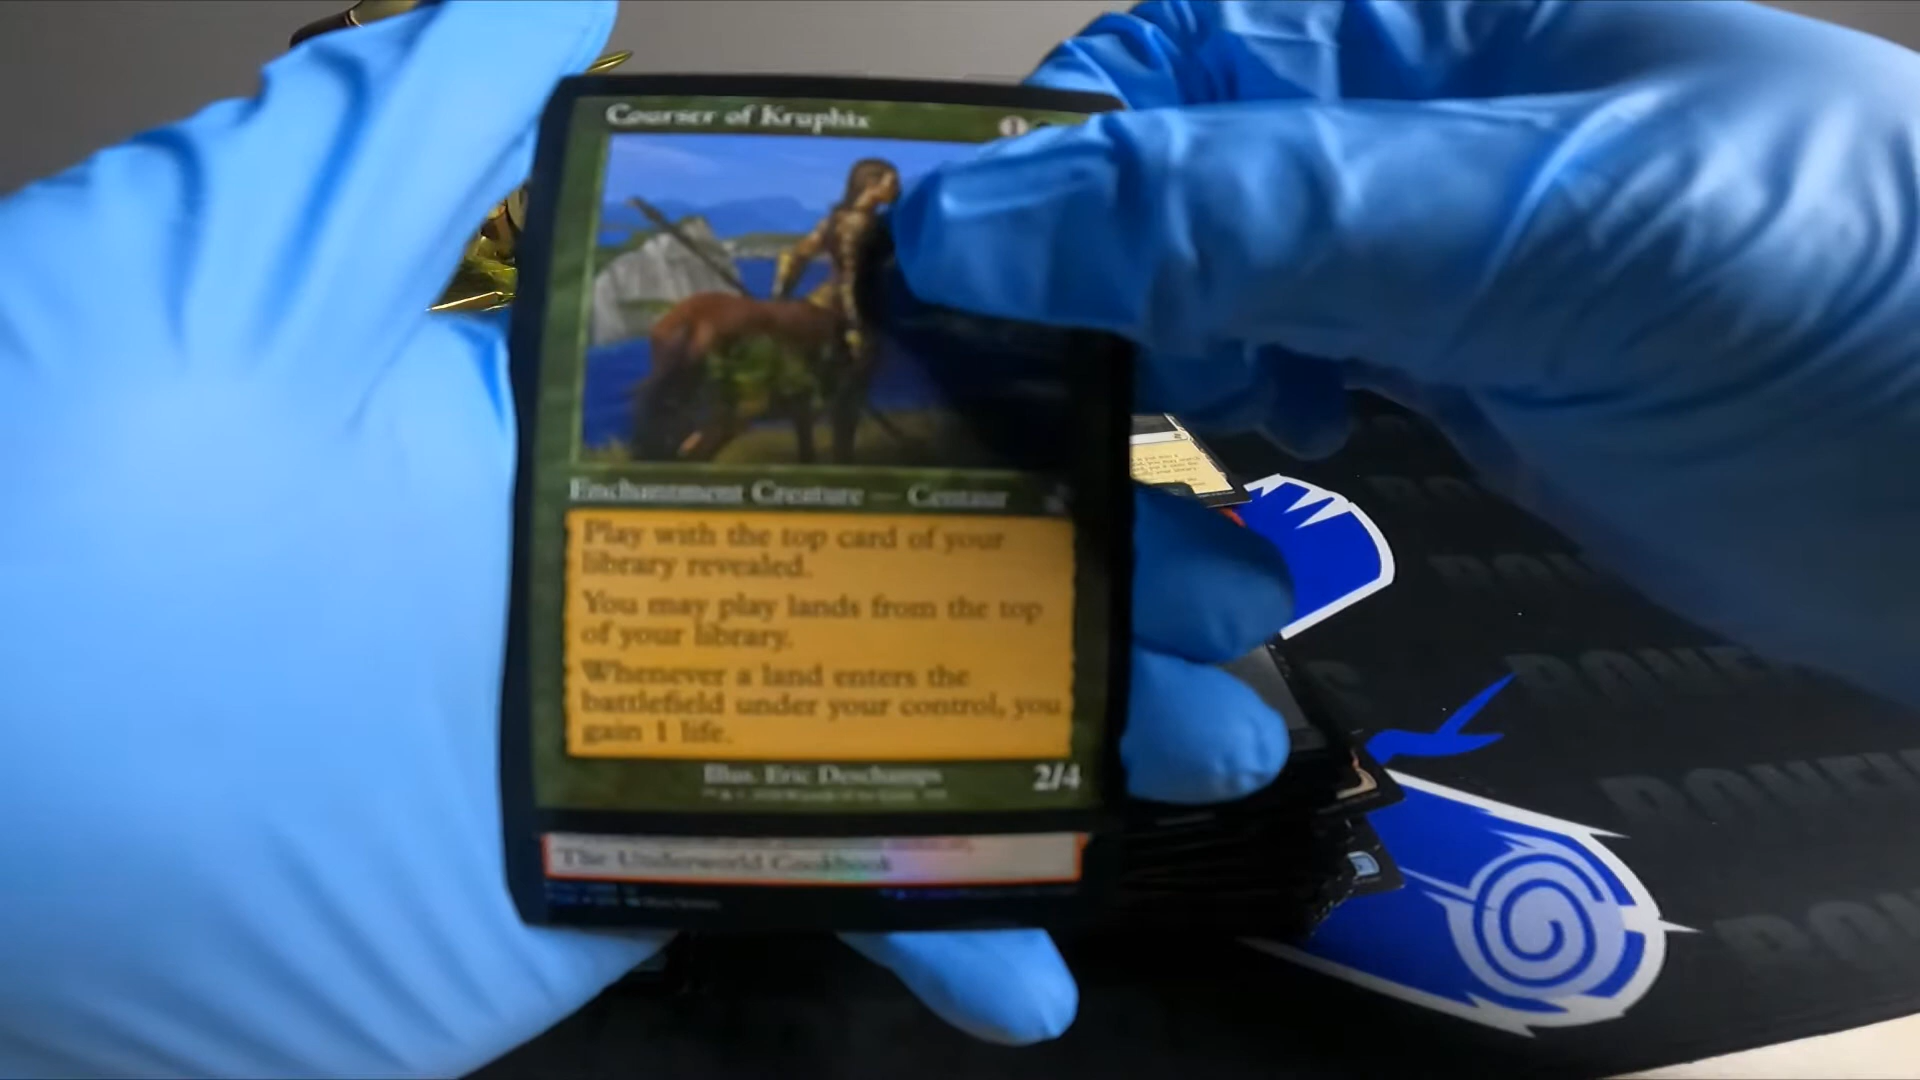 Courser of Kruphix 1
Enchantment Creature — Centaur
Play with the top card of your
library revealed.
You may play lands from the top
of your library.
Whenever a land enters the
battlefield under your control, you
gain 1 life.
Illus. Eric Deschamps
2/4
The Underworld Cookbook